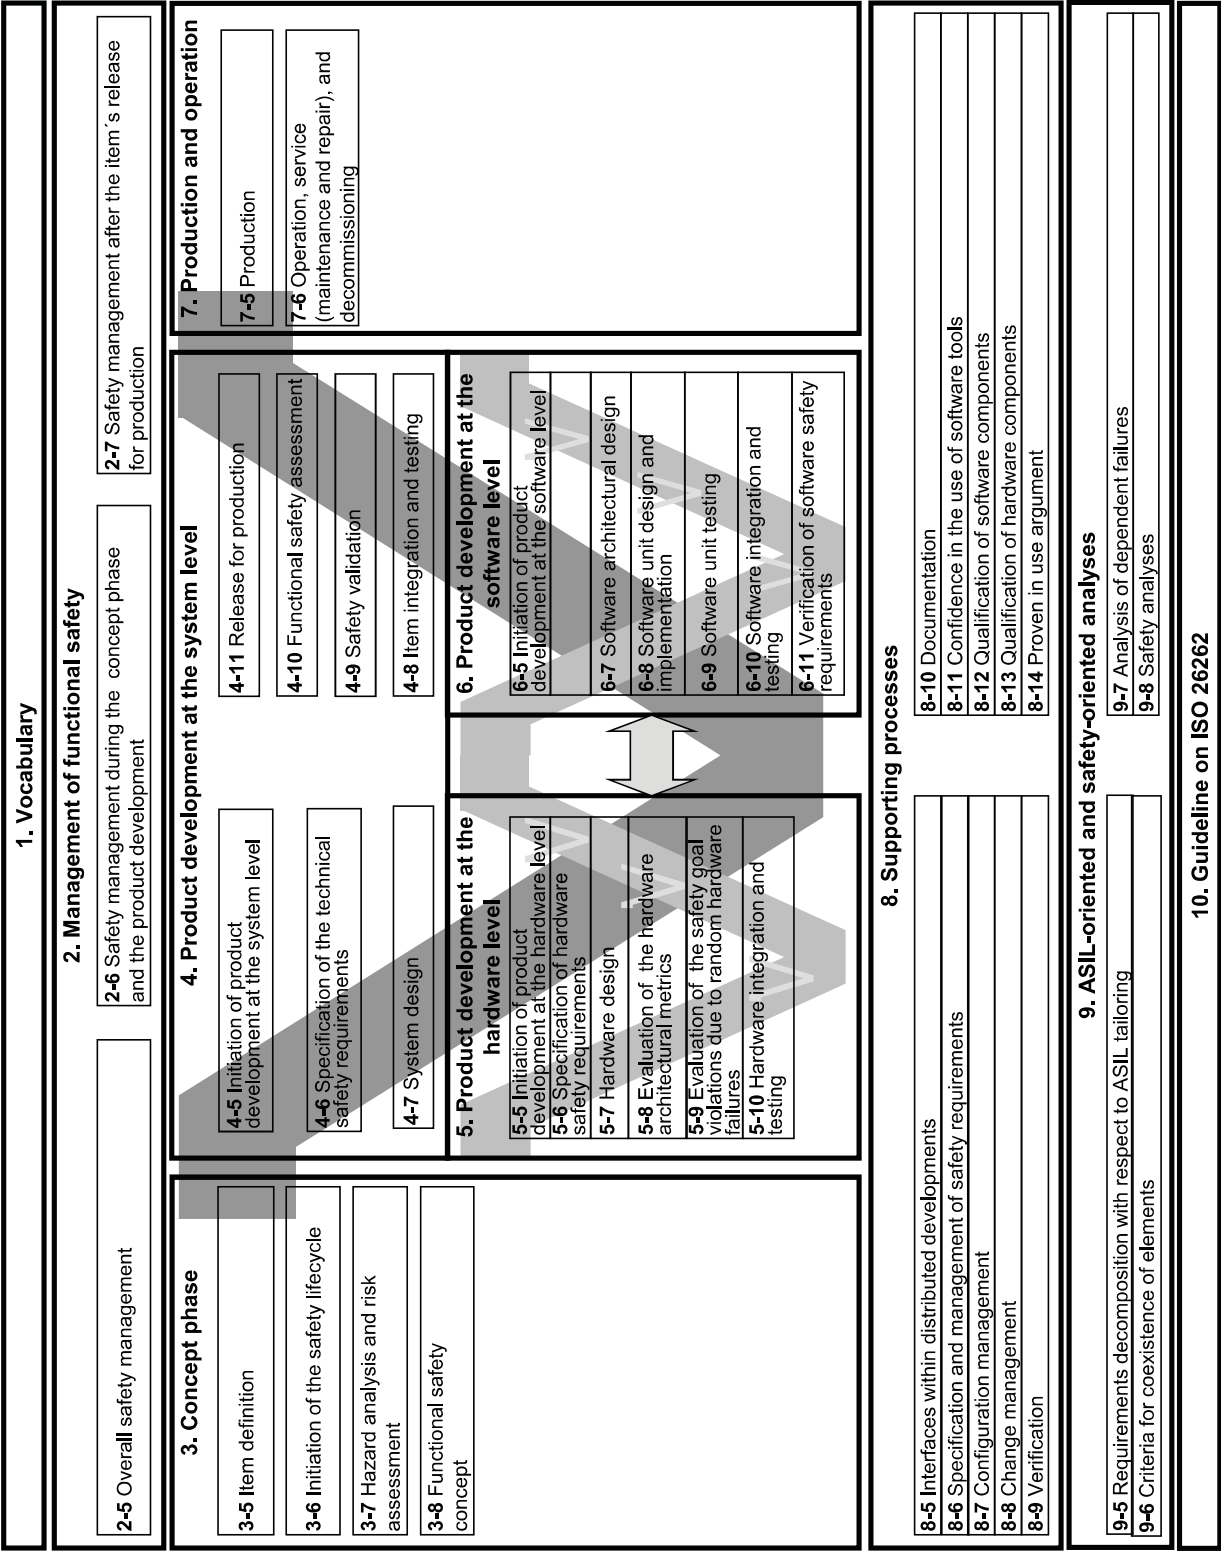 1. Vocabulary
2. Management of functional safety
2-5 Overall safety management
2-6 Safety management during the concept phase
and the product development
2-7 Safety management after the item´s release
for production
3. Concept phase
3-5 Item definition
3-6 Initiation of the safety lifecycle
3-7 Hazard analysis and risk
assessment
3-8 Functional safety
concept
4. Product development at the system level
4-5 Initiation of product
development at the system level
4-6 Specification of the technical
safety requirements
4-7 System design
4-11 Release for production
4-10 Functional safety assessment
4-9 Safety validation
4-8 Item integration and testing
7. Production and operation
7-5 Production
7-6 Operation, service
(maintenance and repair), and
decommissioning
5. Product development at the
hardware level
5-5 Initiation of product
development at the hardware level
5-6 Specification of hardware
safety requirements
5-7 Hardware design
5-8 Evaluation of the hardware
architectural metrics
5-9 Evaluation of the safety goal
violations due to random hardware
failures
5-10 Hardware integration and
testing
6. Product development at the
software level
6-5 Initiation of product
development at the software level
6-7 Software architectural design
6-8 Software unit design and
implementation
6-9 Software unit testing
6-10 Software integration and
testing
6-11 Verification of software safety
requirements
8. Supporting processes
8-5 Interfaces within distributed developments
8-6 Specification and management of safety requirements
8-7 Configuration management
8-8 Change management
8-9 Verification
8-10 Documentation
8-11 Confidence in the use of software tools
8-12 Qualification of software components
8-13 Qualification of hardware components
8-14 Proven in use argument
9. ASIL-oriented and safety-oriented analyses
9-5 Requirements decomposition with respect to ASIL tailoring
9-6 Criteria for coexistence of elements
9-7 Analysis of dependent failures
9-8 Safety analyses
10. Guideline on ISO 26262